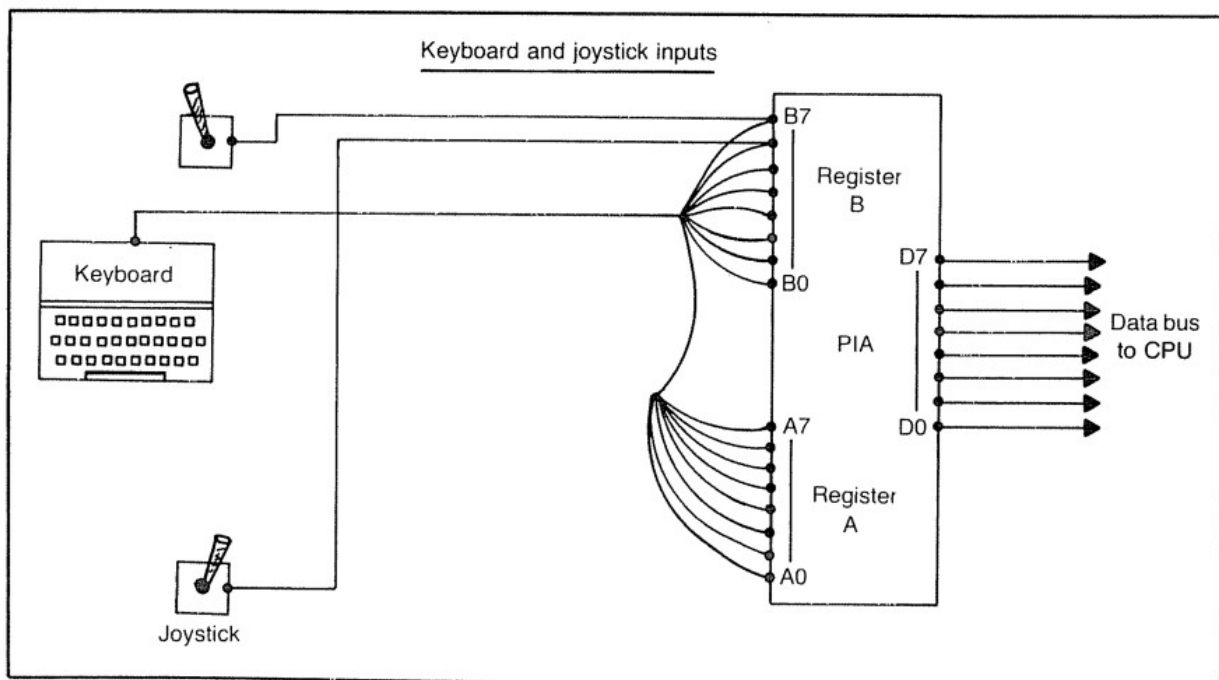 Keyboard and joystick inputs
B7
Register
B
Keyboard
B0
D7
PIA
Data bus
to CPU
A7
D0
Register
A
A0
Joystick